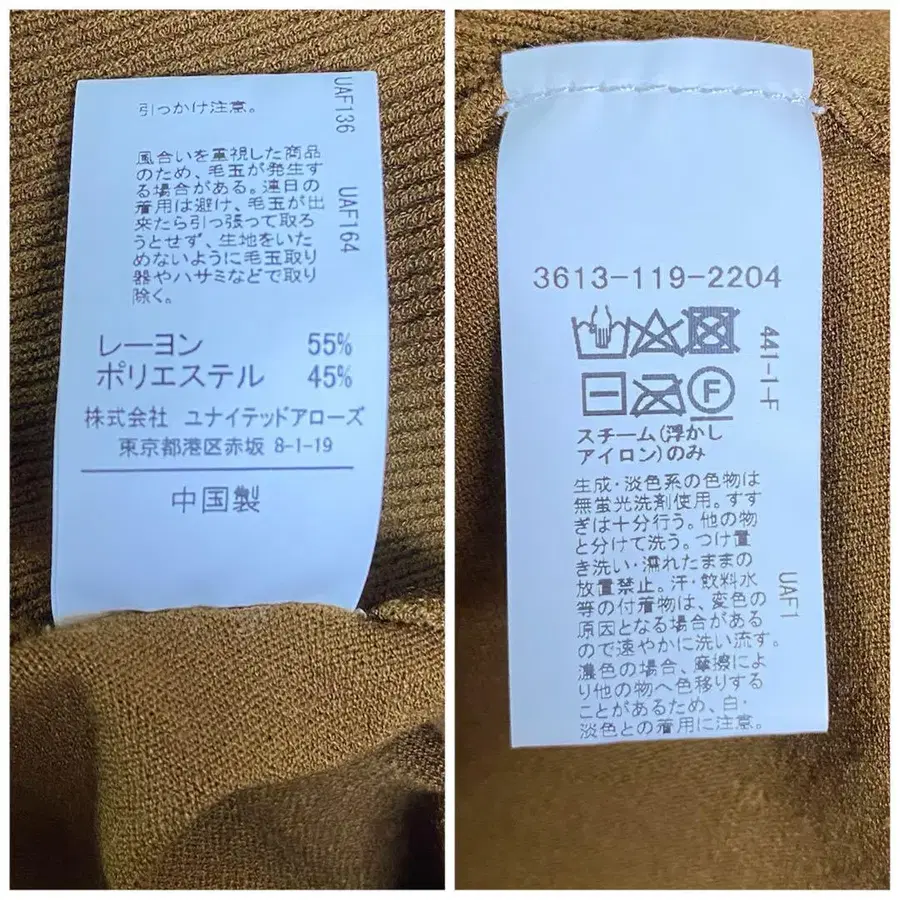 引っかけ注意。
風合いを重視した商品
のため、毛玉が発生す
る場合がある。連日の
着用は避け、毛玉が出
来たら引っ張って取ろ
うとせず、生地をいた
めないように毛玉取り
器やハサミなどで取り
除く。
UAF136
UAF164
レーヨン 55%
ポリエステル 45%
株式会社 ユナイテッドアローズ
東京都港区赤坂 8-1-19
中国製
3613-119-2204
F
441-1-F
スチーム(浮かし
アイロン)のみ
生成・淡色系の色物は
無蛍光洗剤使用。すす
ぎは十分行う。他の物
と分けて洗う。つけ置
き洗い・濡れたままの
放置禁止。汗・飲料水
等の付着物は、変色の
原因となる場合がある
ので速やかに洗い流す。
濃色の場合、摩擦によ
り他の物へ色移りする
ことがあるため、白・
淡色との着用に注意。
UAF1